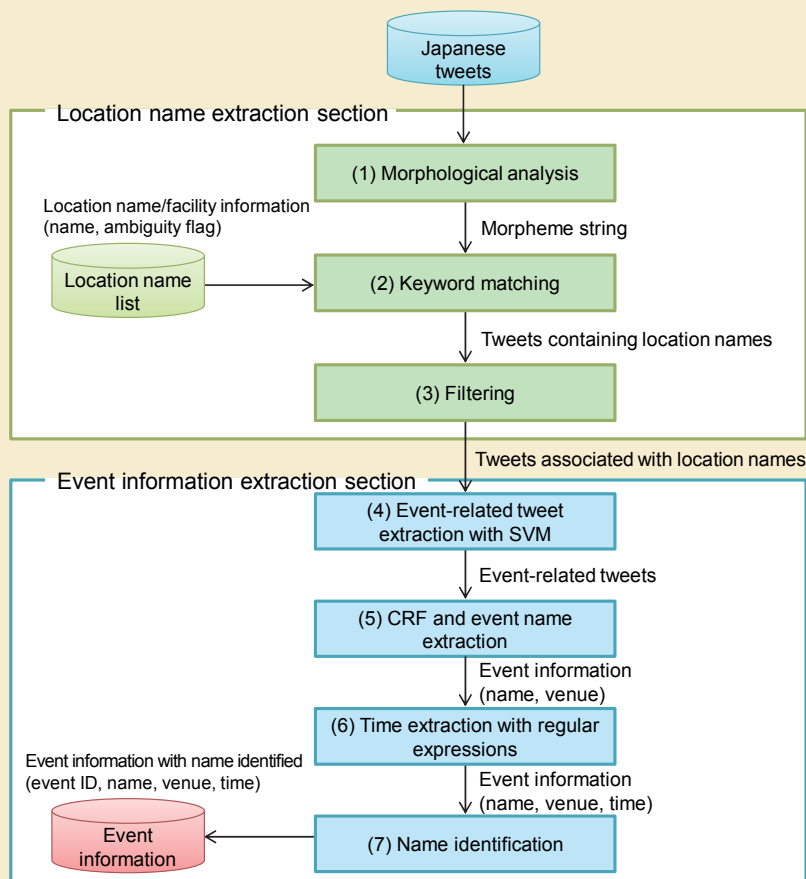 Japanese
tweets
Location name extraction section
(1) Morphological analysis
Location name/facility information
(name, ambiguity flag)
Morpheme string
Location name
list
(2) Keyword matching
Tweets containing location names
(3) Filtering
Tweets associated with location names
Event information extraction section
(4) Event-related tweet
extraction with SVM
Event-related tweets
(5) CRF and event name
extraction
Event information
(name, venue)
(6) Time extraction with regular
expressions
Event information with name identified
(event ID, name, venue, time)
Event information
(name, venue, time)
Event
information
(7) Name identification